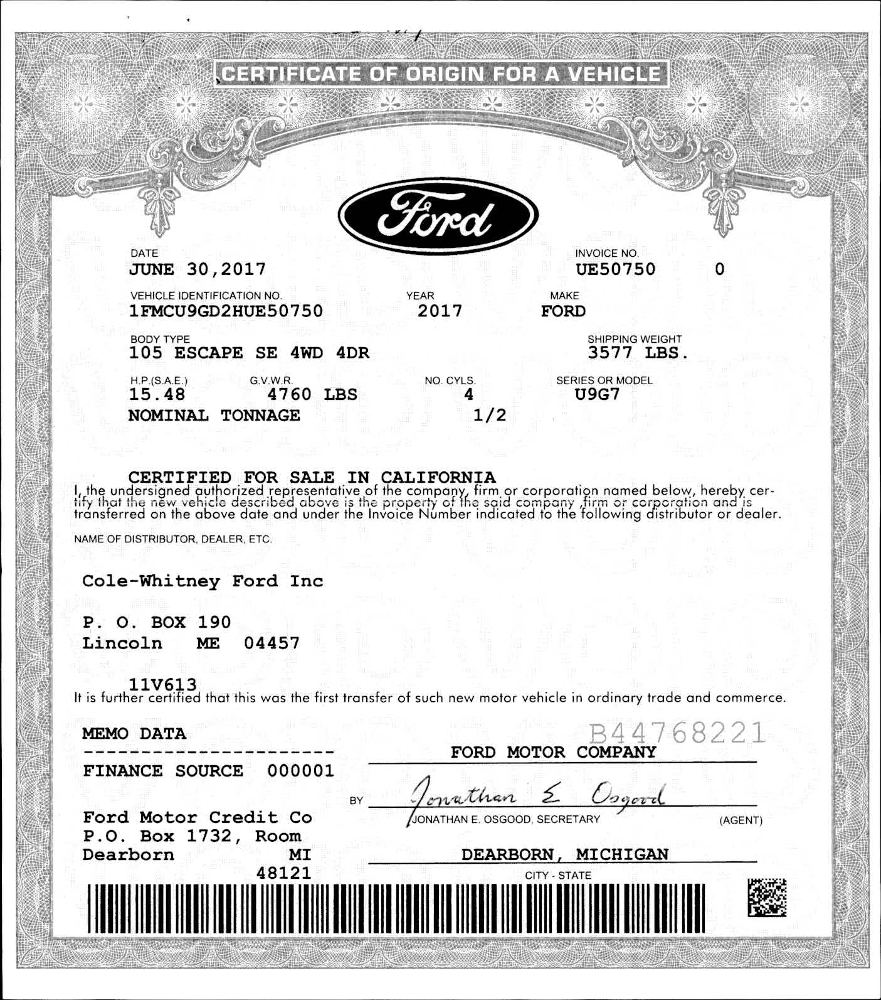 CERTIFICATE OF ORIGIN FOR A VEHICLE
Ford
DATE INVOICE NO.
JUNE 30,2017 UE50750 0
VEHICLE IDENTIFICATION NO. YEAR MAKE
1FMCU9GD2HUE50750 2017 FORD
BODY TYPE SHIPPING WEIGHT
105 ESCAPE SE 4WD 4DR 3577 LBS.
H.P.(S.A.E.) G.V.W.R. NO. CYLS. SERIES OR MODEL
15.48 4760 LBS 4 U9G7
NOMINAL TONNAGE 1/2
CERTIFIED FOR SALE IN CALIFORNIA
I, the undersigned authorized representative of the company, firm or corporation named below, hereby cer-
tify that the new vehicle described above is the property of the said company ,firm or corporation and is
transferred on the above date and under the Invoice Number indicated to the following distributor or dealer.
NAME OF DISTRIBUTOR, DEALER, ETC.
Cole-Whitney Ford Inc
P. O. BOX 190
Lincoln ME 04457
11V613
It is further certified that this was the first transfer of such new motor vehicle in ordinary trade and commerce.
MEMO DATA B44768221
FORD MOTOR COMPANY
FINANCE SOURCE 000001
BY Jonathan E Osgood
Ford Motor Credit Co JONATHAN E. OSGOOD, SECRETARY (AGENT)
P.O. Box 1732, Room
Dearborn MI DEARBORN, MICHIGAN
48121 CITY - STATE